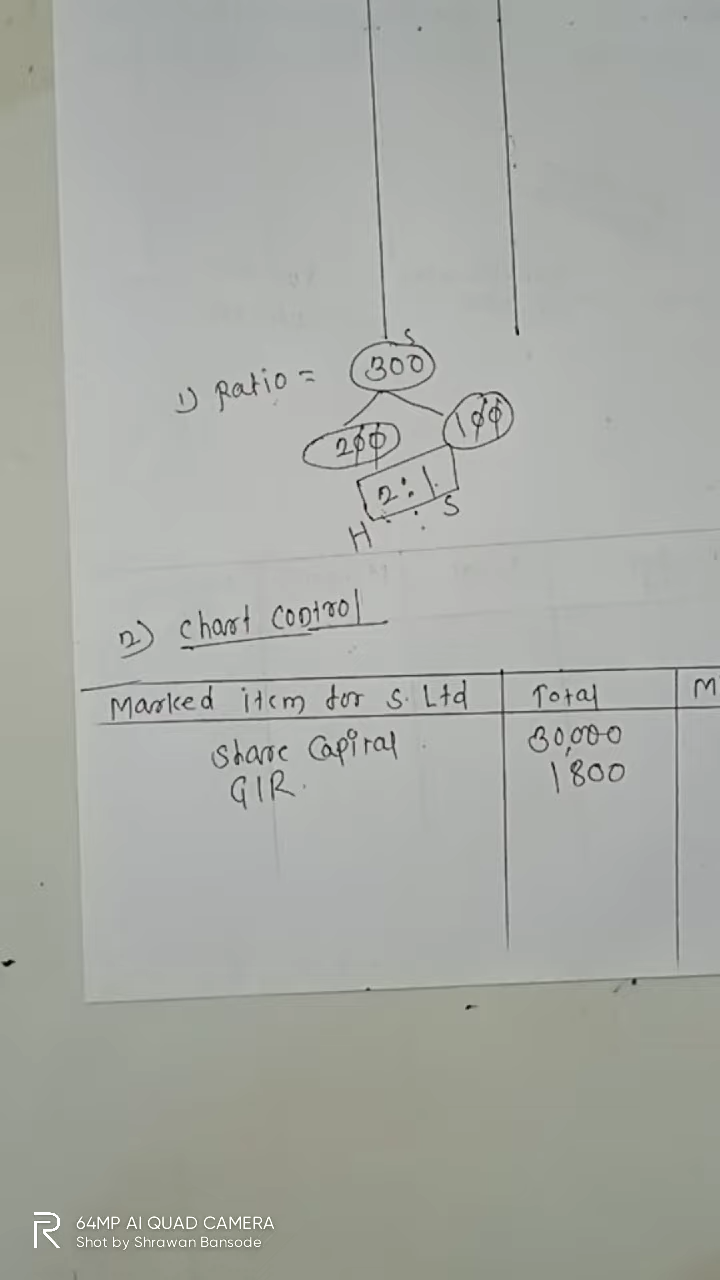 S
1) Ratio = 300
200 100
2:1
H : S
2) Chart Control
Marked item for S. Ltd Total M
Share Capital 30,000
GIR. 1800
64MP AI QUAD CAMERA
Shot by Shrawan Bansode